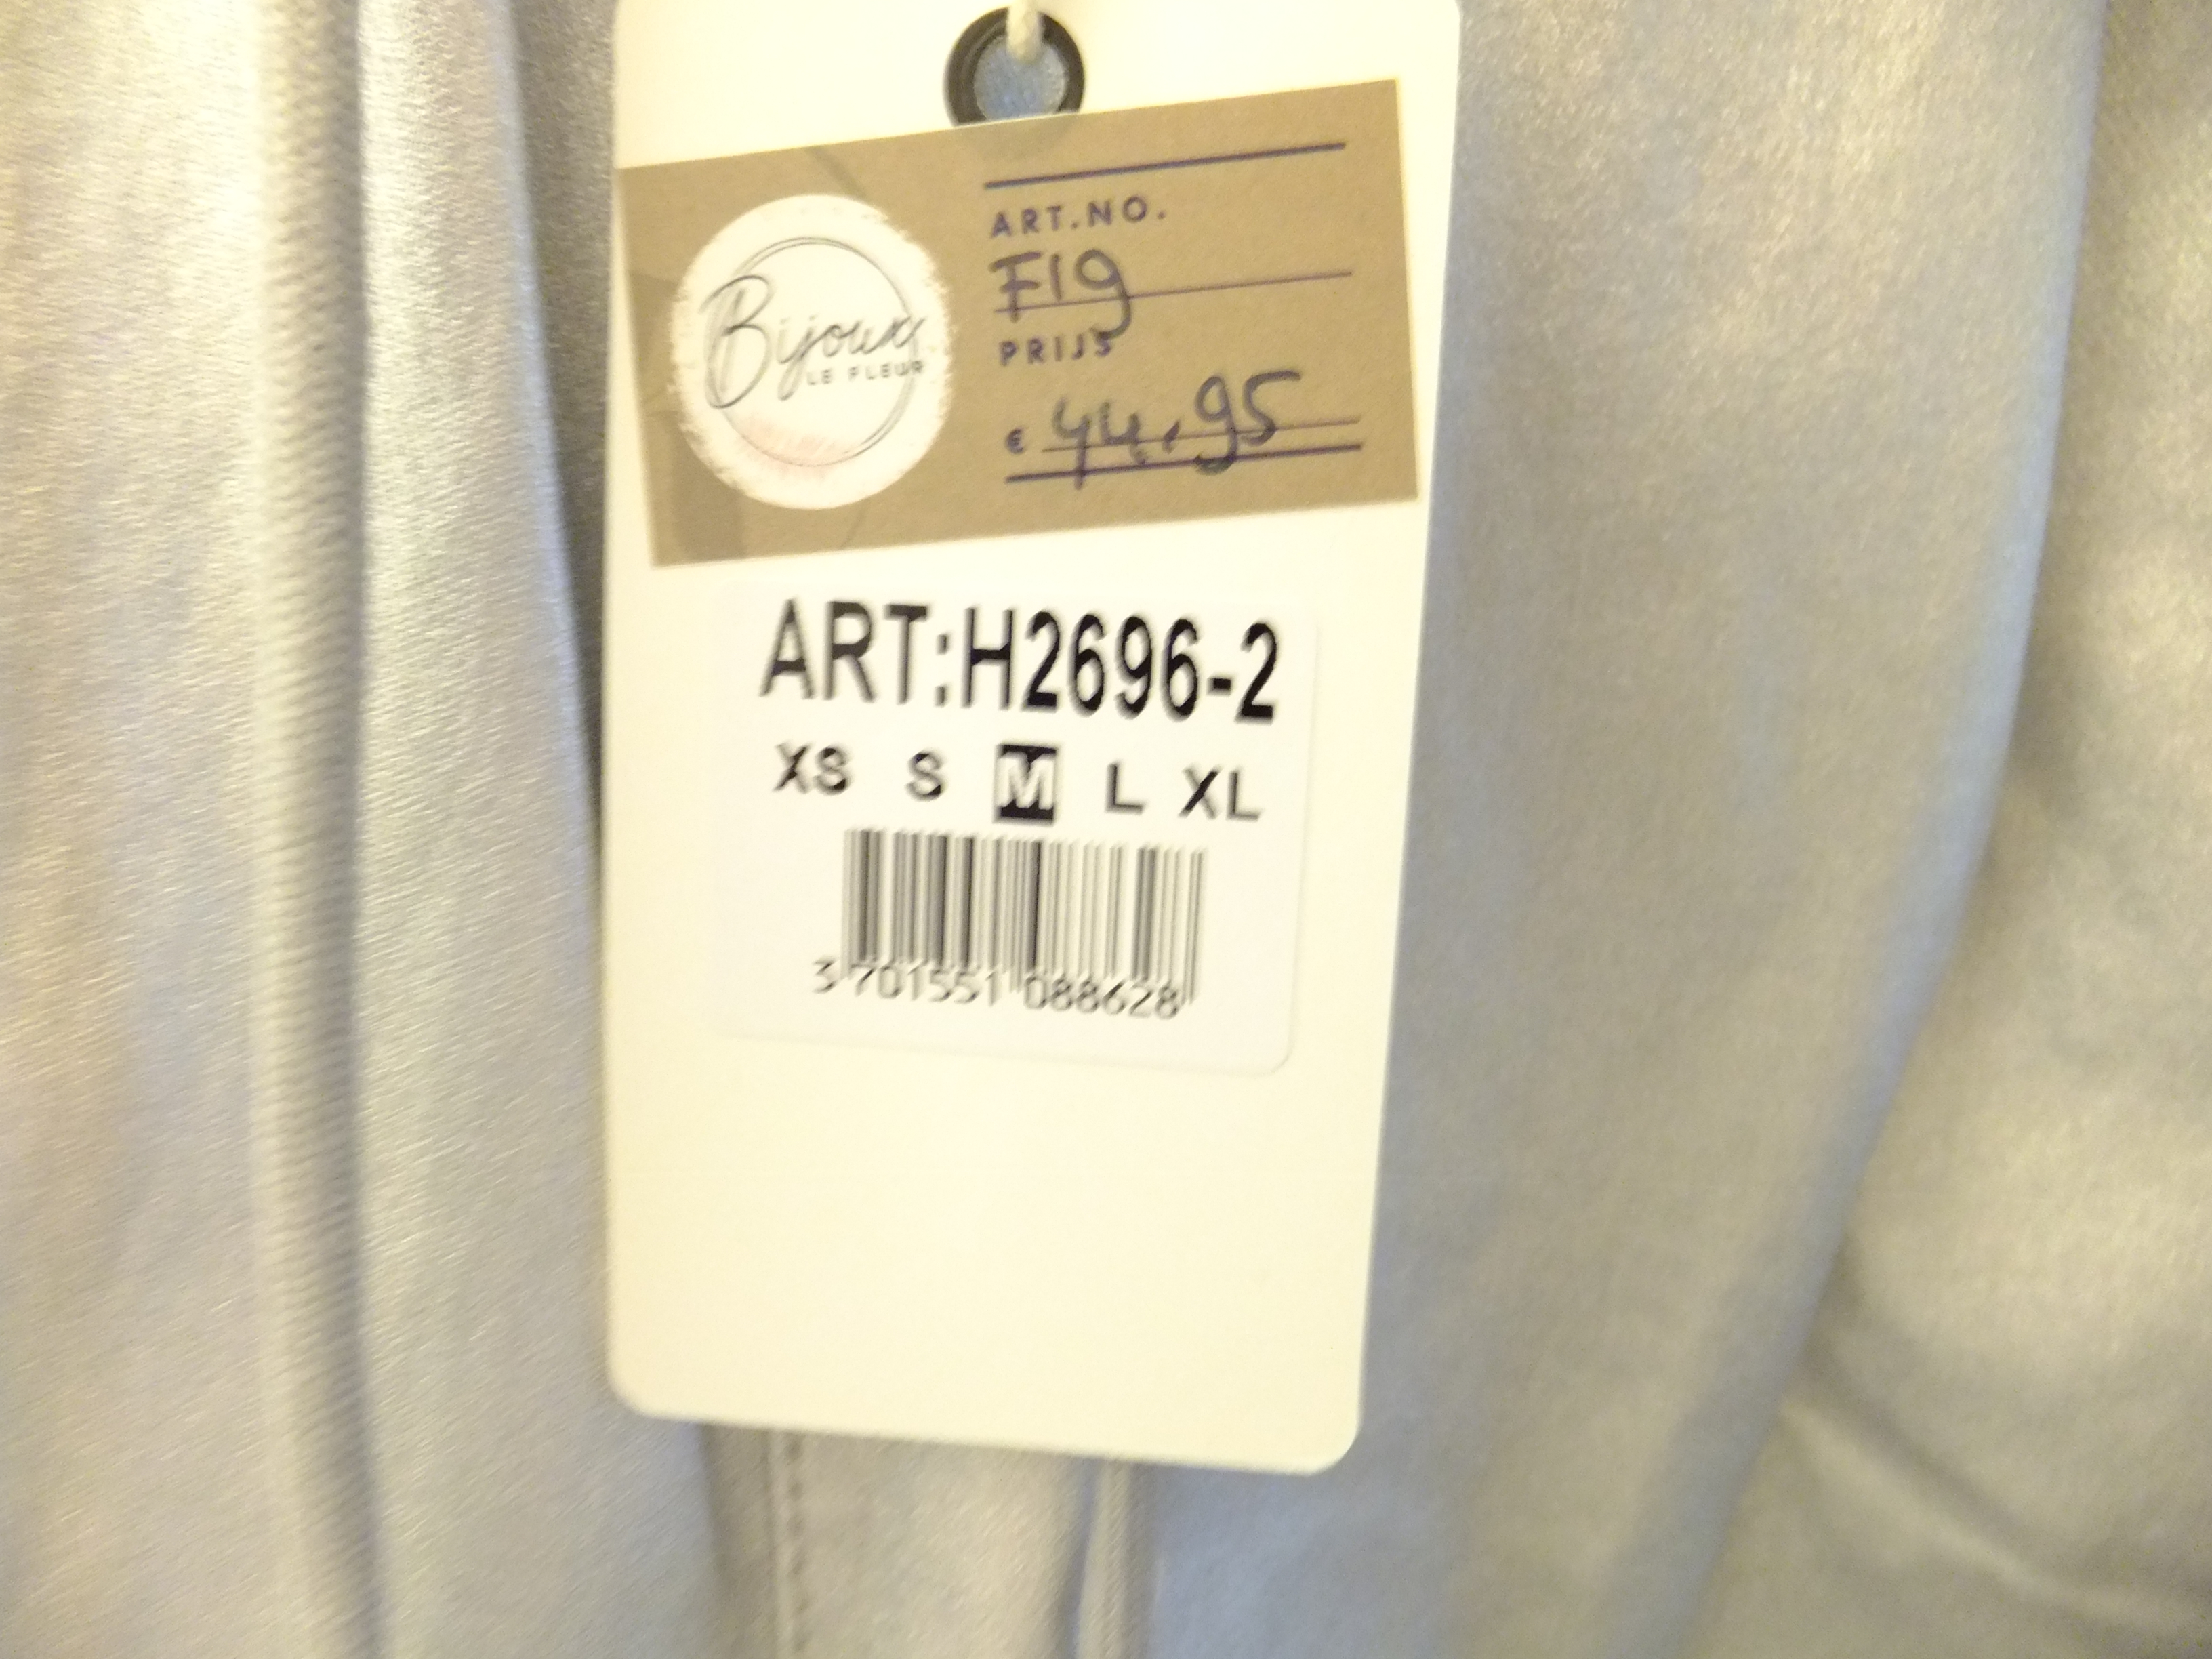 Bijoux
LE FLEUR
ART.NO.
F19
PRIJS
€ 44,95
ART:H2696-2
XS S M L XL
3 701551 088628